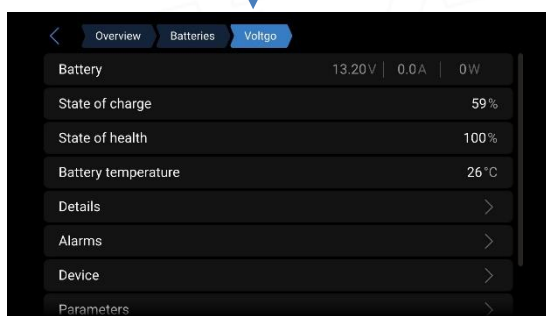 Overview Batteries Voltgo
Battery 13.20V 0.0A 0W
State of charge 59%
State of health 100%
Battery temperature 26°C
Details
Alarms
Device
Parameters